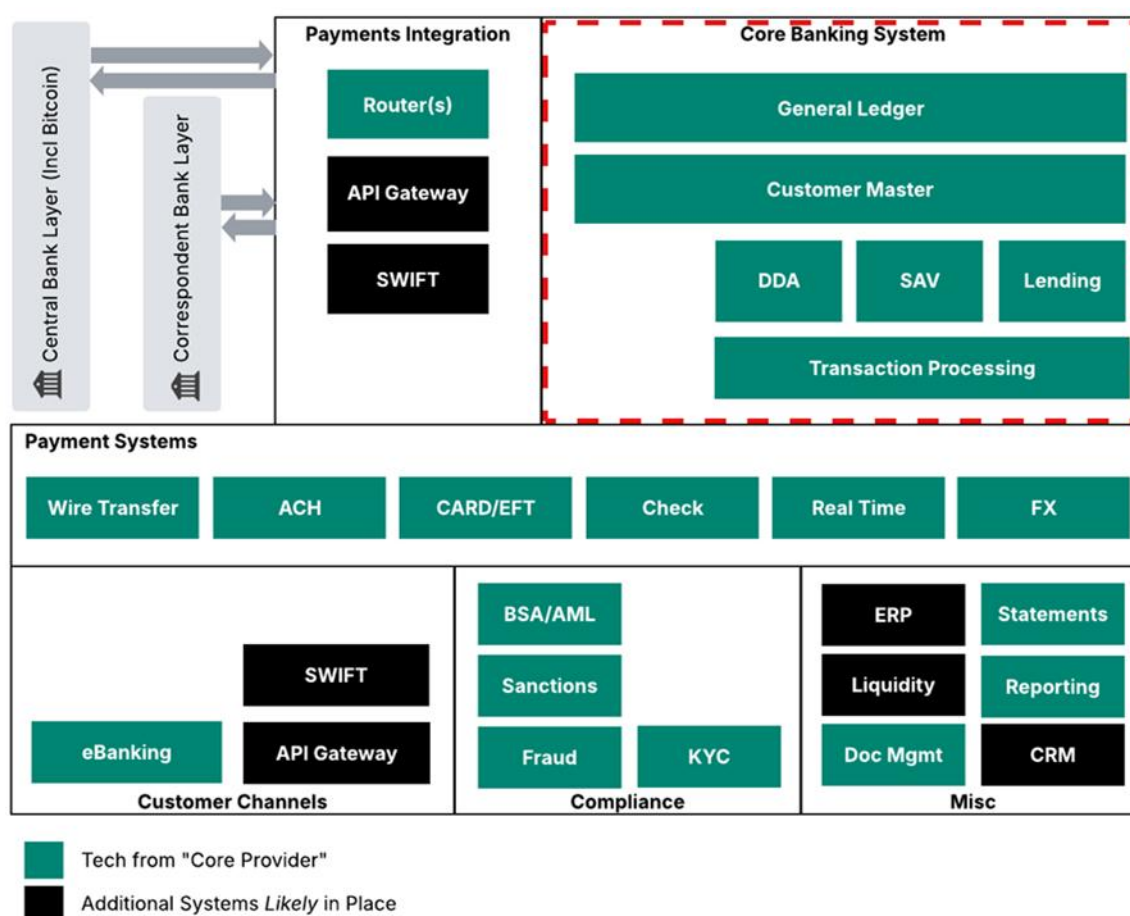 Central Bank Layer (Incl Bitcoin)
Correspondent Bank Layer
Payments Integration
Router(s)
API Gateway
SWIFT
Core Banking System
General Ledger
Customer Master
DDA
SAV
Lending
Transaction Processing
Payment Systems
Wire Transfer
ACH
CARD/EFT
Check
Real Time
FX
SWIFT
eBanking
API Gateway
Customer Channels
BSA/AML
Sanctions
Fraud
KYC
Compliance
ERP
Statements
Liquidity
Reporting
Doc Mgmt
CRM
Misc
Tech from "Core Provider"
Additional Systems Likely in Place